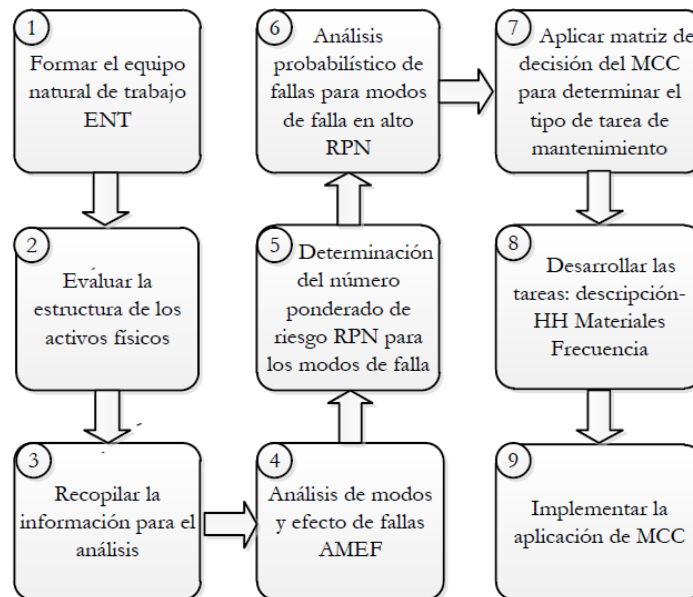 1
Formar el equipo
natural de trabajo
ENT
2
Evaluar la
estructura de los
activos físicos
3
Recopilar la
información para el
análisis
4
Análisis de modos
y efecto de fallas
AMEF
5
Determinación
del número
ponderado de
riesgo RPN para
los modos de falla
6
Análisis
probabilístico de
fallas para modos
de falla en alto
RPN
7
Aplicar matriz de
decisión del MCC
para determinar el
tipo de tarea de
mantenimiento
8
Desarrollar las
tareas: descripción-
HH Materiales
Frecuencia
9
Implementar la
aplicación de MCC